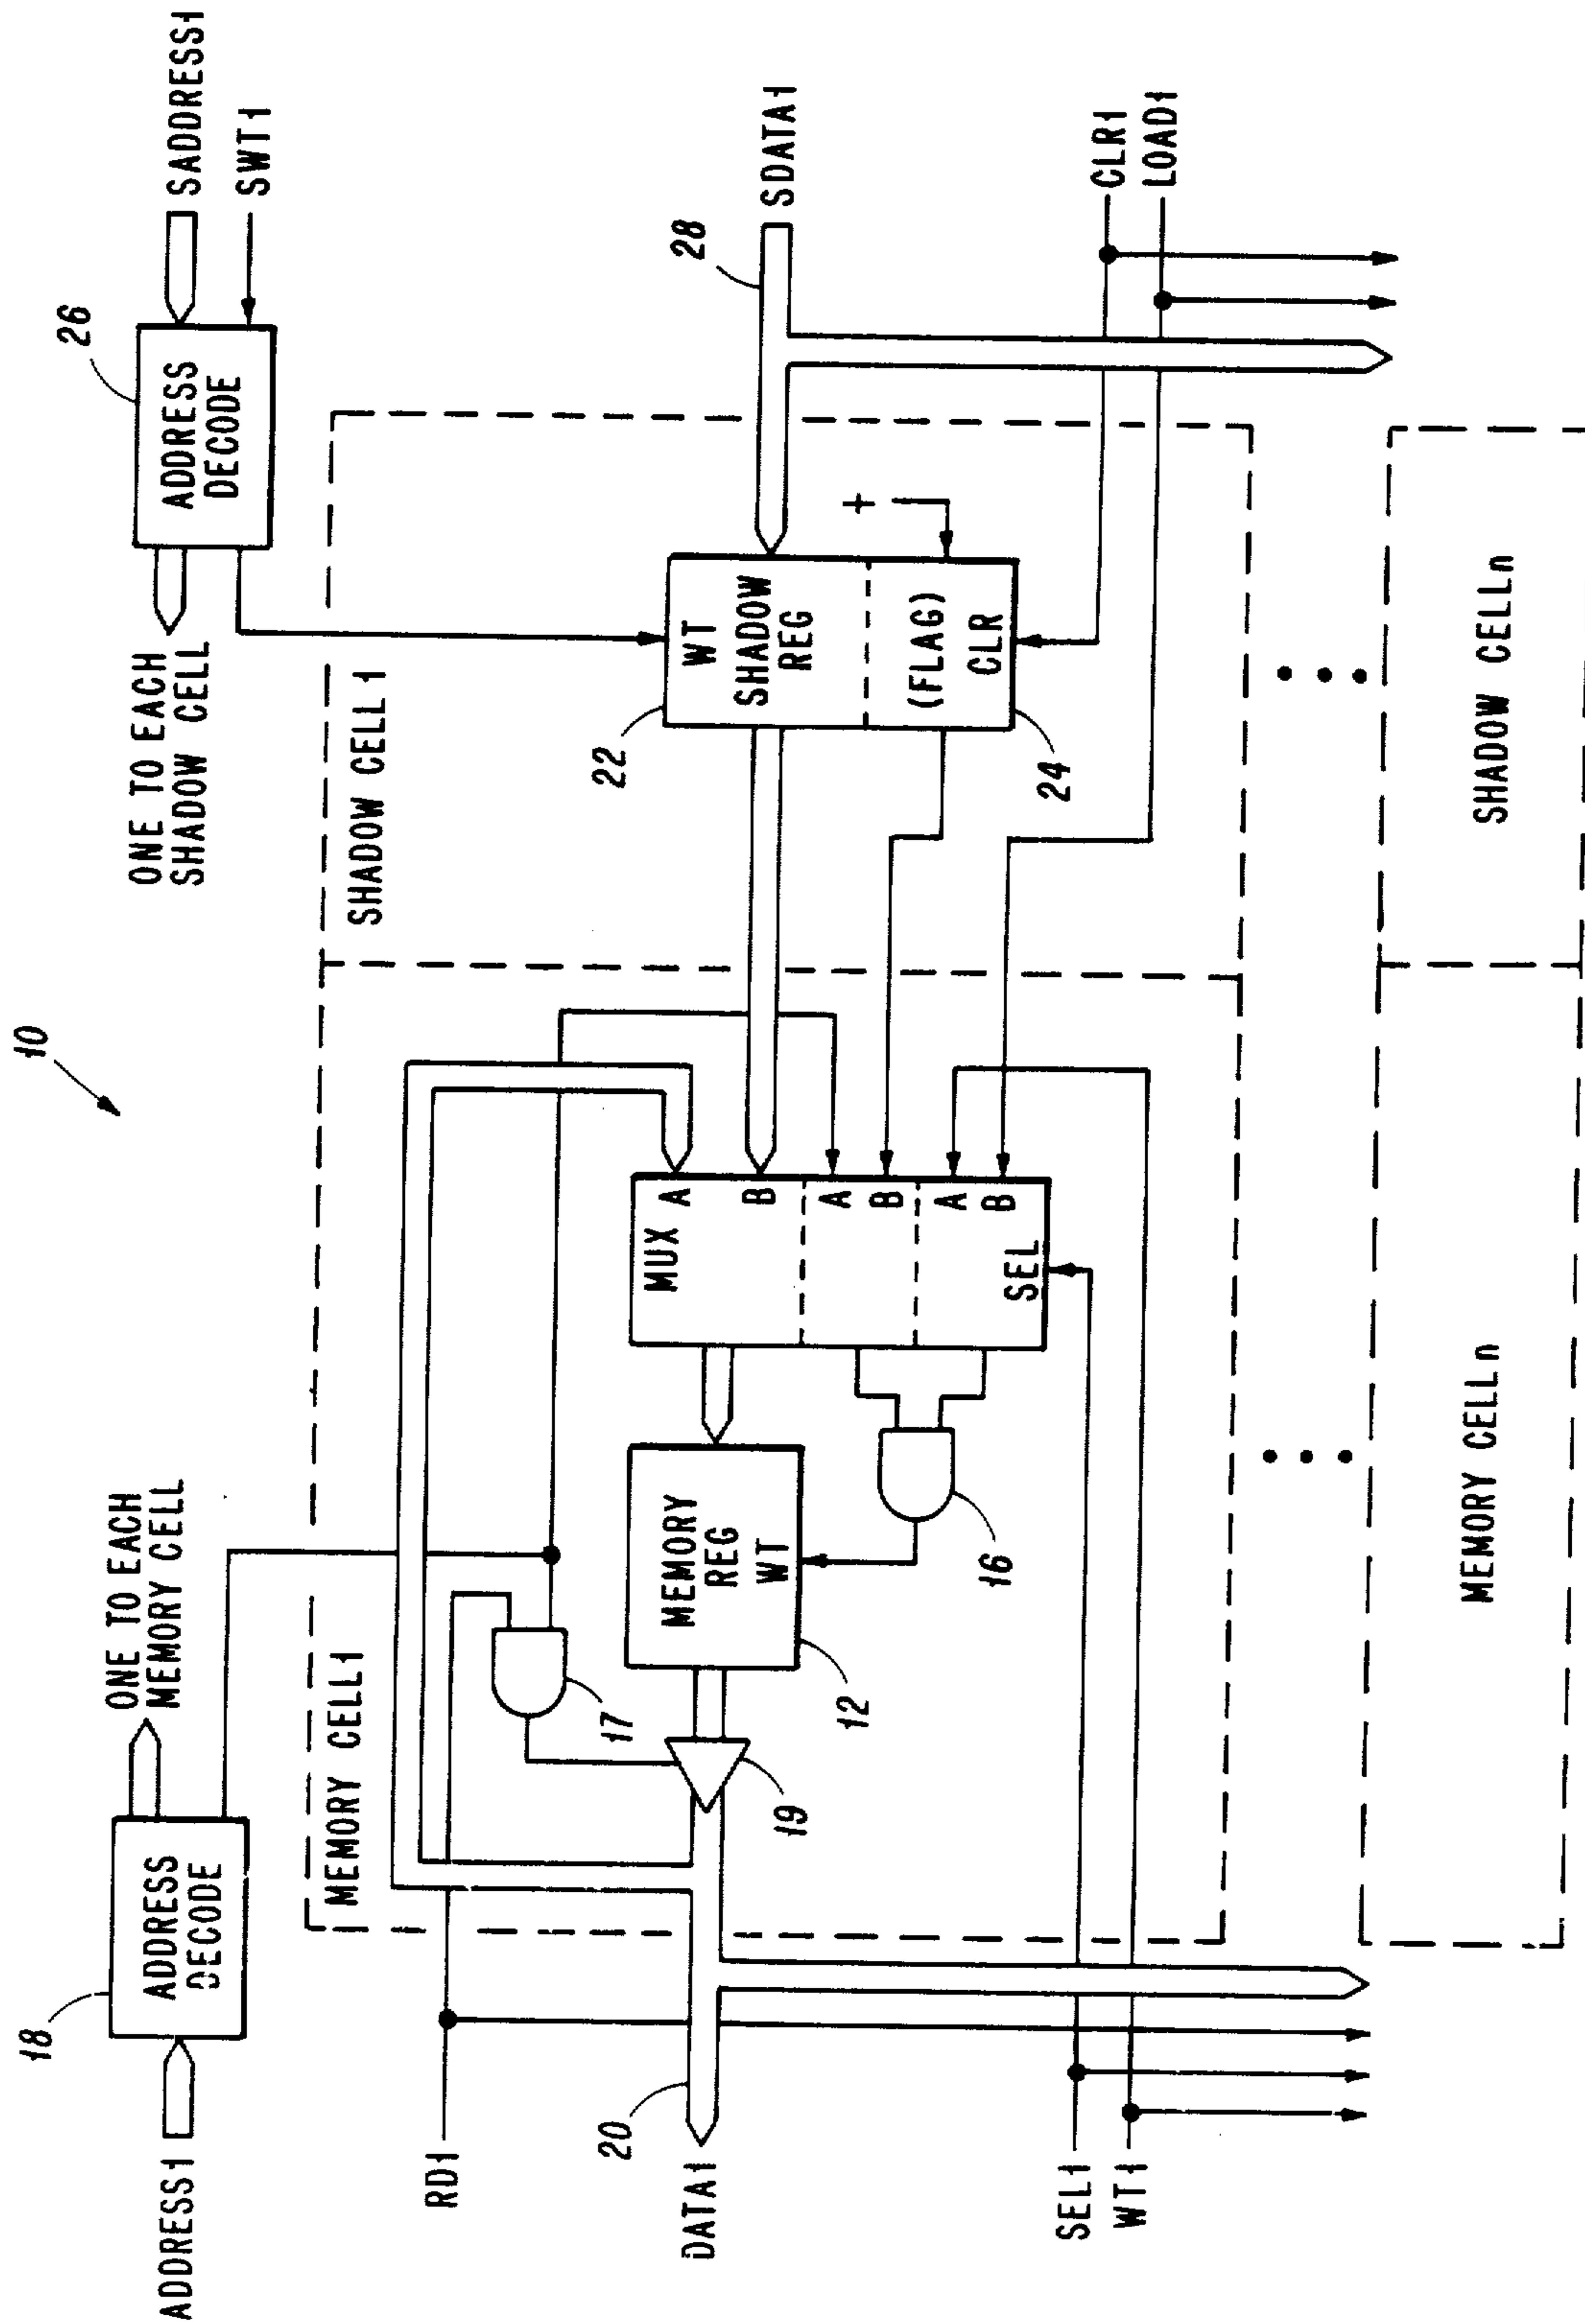 10
ADDRESS1
18
ADDRESS
DECODE
ONE TO EACH
MEMORY CELL
ONE TO EACH
SHADOW CELL
26
ADDRESS
DECODE
SADDRESS1
SWT1
MEMORY CELL1
SHADOW CELL1
RD1
17
DATA1
20
19
12
MEMORY
REG
WT
16
MUX
A
B
A
B
A
B
SEL
22
WT
SHADOW
REG
(FLAG)
CLR
24
+
28
SDATA1
CLR1
LOAD1
SEL1
WT1
MEMORY CELLn
SHADOW CELLn